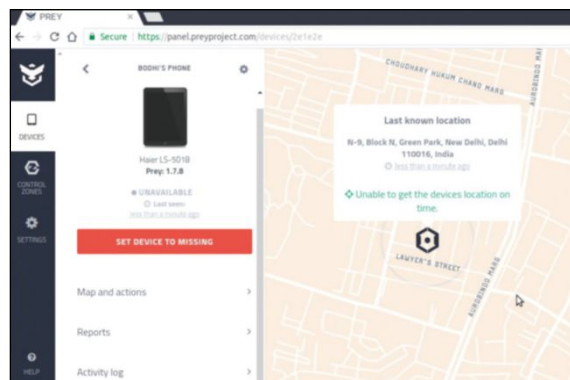 PREY
Secure https://panel.preyproject.com/devices/2e1e2e
BODHI'S PHONE
DEVICES
CONTROL
ZONES
SETTINGS
HELP
Haier LS-5018
Prey: 1.7.8
UNAVAILABLE
Last seen:
less than a minute ago
SET DEVICE TO MISSING
Map and actions
Reports
Activity log
CHOUDHARY HUKUM CHAND MARG
AUROBINDO MARG
Last known location
N-9, Block N, Green Park, New Delhi, Delhi
110016, India
less than a minute ago
Unable to get the devices location on
time.
LAWYER'S STREET
AUROBINDO MARG